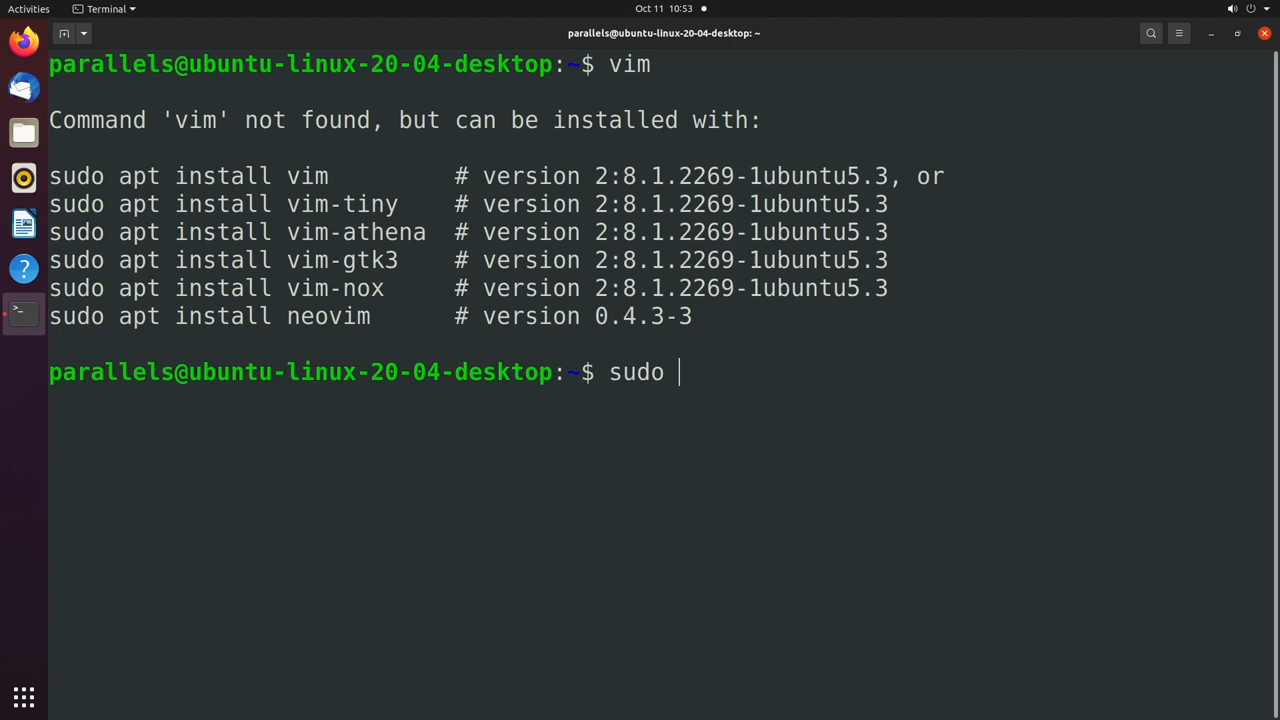 Activities
Terminal
Oct 11 10:53
parallels@ubuntu-linux-20-04-desktop: ~
parallels@ubuntu-linux-20-04-desktop:~$ vim
Command 'vim' not found, but can be installed with:
sudo apt install vim         # version 2:8.1.2269-1ubuntu5.3, or
sudo apt install vim-tiny    # version 2:8.1.2269-1ubuntu5.3
sudo apt install vim-athena  # version 2:8.1.2269-1ubuntu5.3
sudo apt install vim-gtk3    # version 2:8.1.2269-1ubuntu5.3
sudo apt install vim-nox     # version 2:8.1.2269-1ubuntu5.3
sudo apt install neovim      # version 0.4.3-3
parallels@ubuntu-linux-20-04-desktop:~$ sudo